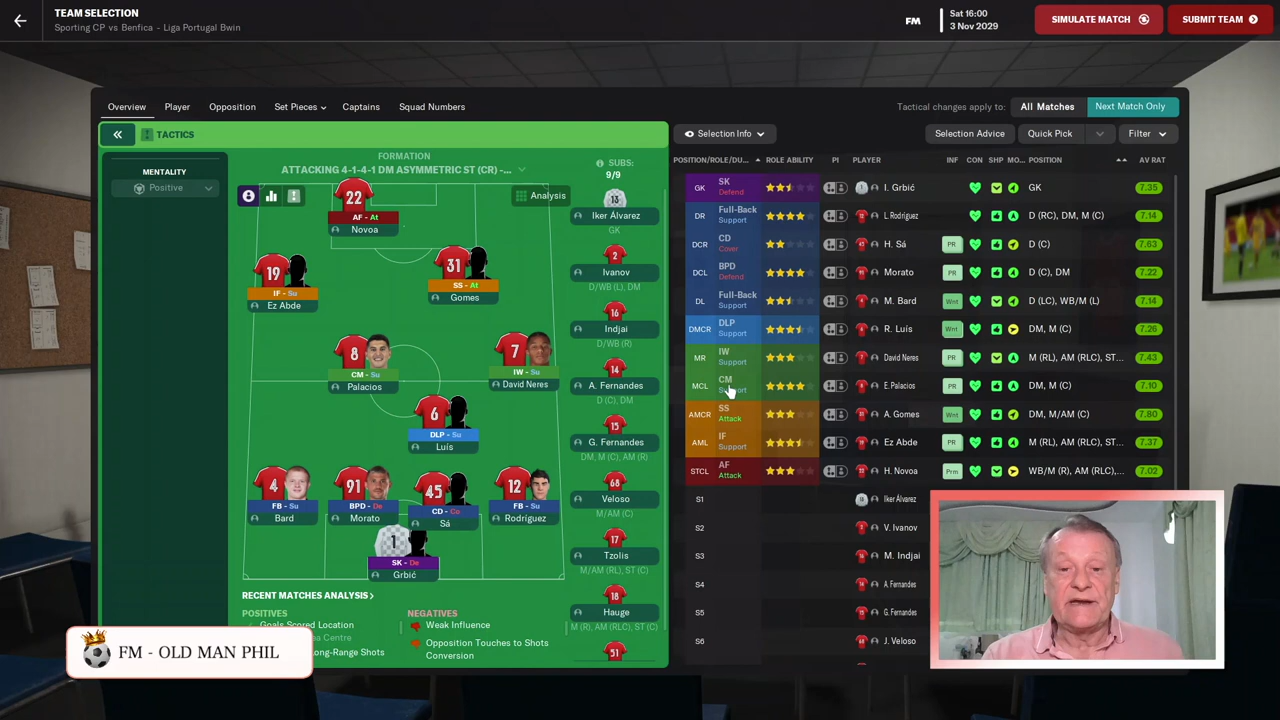 TEAM SELECTION
Sporting CP vs Benfica - Liga Portugal Bwin
FM
Sat 16:00
3 Nov 2029
SIMULATE MATCH
SUBMIT TEAM
Overview
Player
Opposition
Set Pieces
Captains
Squad Numbers
Tactical changes apply to:
All Matches
Next Match Only
TACTICS
MENTALITY
Positive
FORMATION
ATTACKING 4-1-4-1 DM ASYMMETRIC ST (CR) -...
Analysis
SUBS:
9/9
22
AF - At
Novoa
19
IF - Su
Ez Abde
31
SS - At
Gomes
8
CM - Su
Palacios
7
IW - Su
David Neres
6
DLP - Su
Luís
4
FB - Su
Bard
91
BPD - De
Morato
45
CD - Co
Sá
12
FB - Su
Rodríguez
1
SK - De
Grbić
13
Iker Álvarez
GK
2
Ivanov
D/WB (L), DM
16
Indjai
D/WB (R)
14
A. Fernandes
D (C), DM
15
G. Fernandes
DM, M (C), AM (R)
68
Veloso
M/AM (C)
17
Tzolis
M/AM (RL), ST (C)
18
Hauge
M (R), AM (RLC), ST (C)
51
RECENT MATCHES ANALYSIS >
POSITIVES
Goals Scored Location
Centre
Long-Range Shots
NEGATIVES
Weak Influence
Opposition Touches to Shots
Conversion
Selection Info
Selection Advice
Quick Pick
Filter
POSITION/ROLE/DU... ROLE ABILITY PI PLAYER INF CON SHP MO... POSITION AV RAT
GK SK Defend I. Grbić GK 7.35
DR Full-Back Support L Rodríguez D (RC), DM, M (C) 7.14
DCR CD Cover H. Sá PR D (C) 7.63
DCL BPD Defend Morato PR D (C), DM 7.22
DL Full-Back Support M. Bard Wnt D (LC), WB/M (L) 7.14
DMCR DLP Support R. Luís Wnt DM, M (C) 7.26
MR IW Support David Neres PR M (RL), AM (RLC), ST... 7.43
MCL CM Support E. Palacios PR DM, M (C) 7.10
AMCR SS Attack A. Gomes Wnt DM, M/AM (C) 7.80
AML IF Support Ez Abde PR M (RL), AM (RLC), ST... 7.37
STCL AF Attack H. Novoa Prm WB/M (R), AM (RLC),... 7.02
S1 Iker Álvarez
S2 V. Ivanov
S3 M. Indjai
S4 A. Fernandes
S5 G. Fernandes
S6 J. Veloso
FM - OLD MAN PHIL